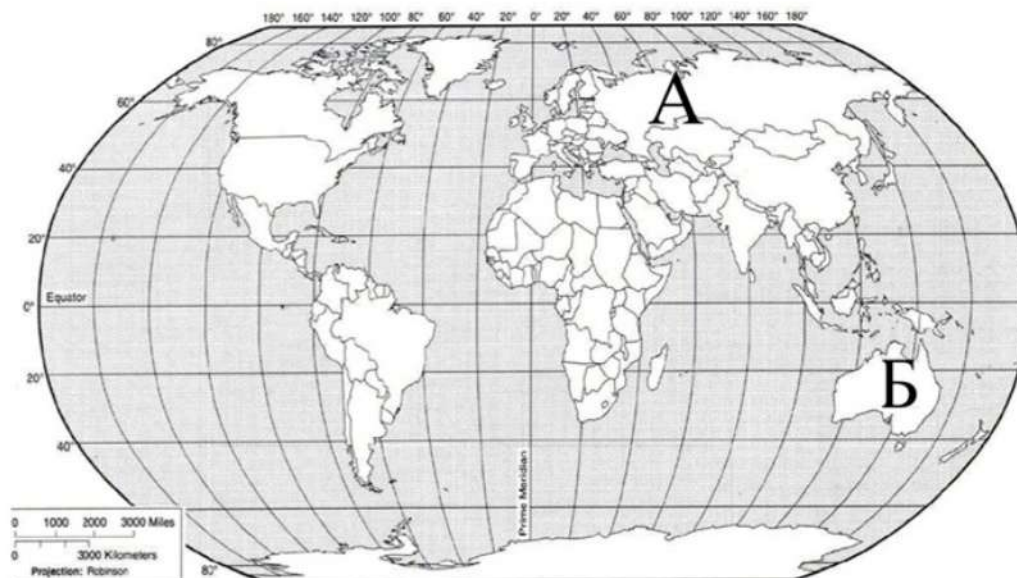 180° 160° 140° 120° 100° 80° 60° 40° 20° 0° 20° 40° 60° 80° 100° 120° 140° 160° 180°
80°
А
60°
40°
20°
Equator
0°
20°
Б
40°
Prime Meridian
0 1000 2000 3000 Miles
0 3000 Kilometers
Projection: Robinson
80°